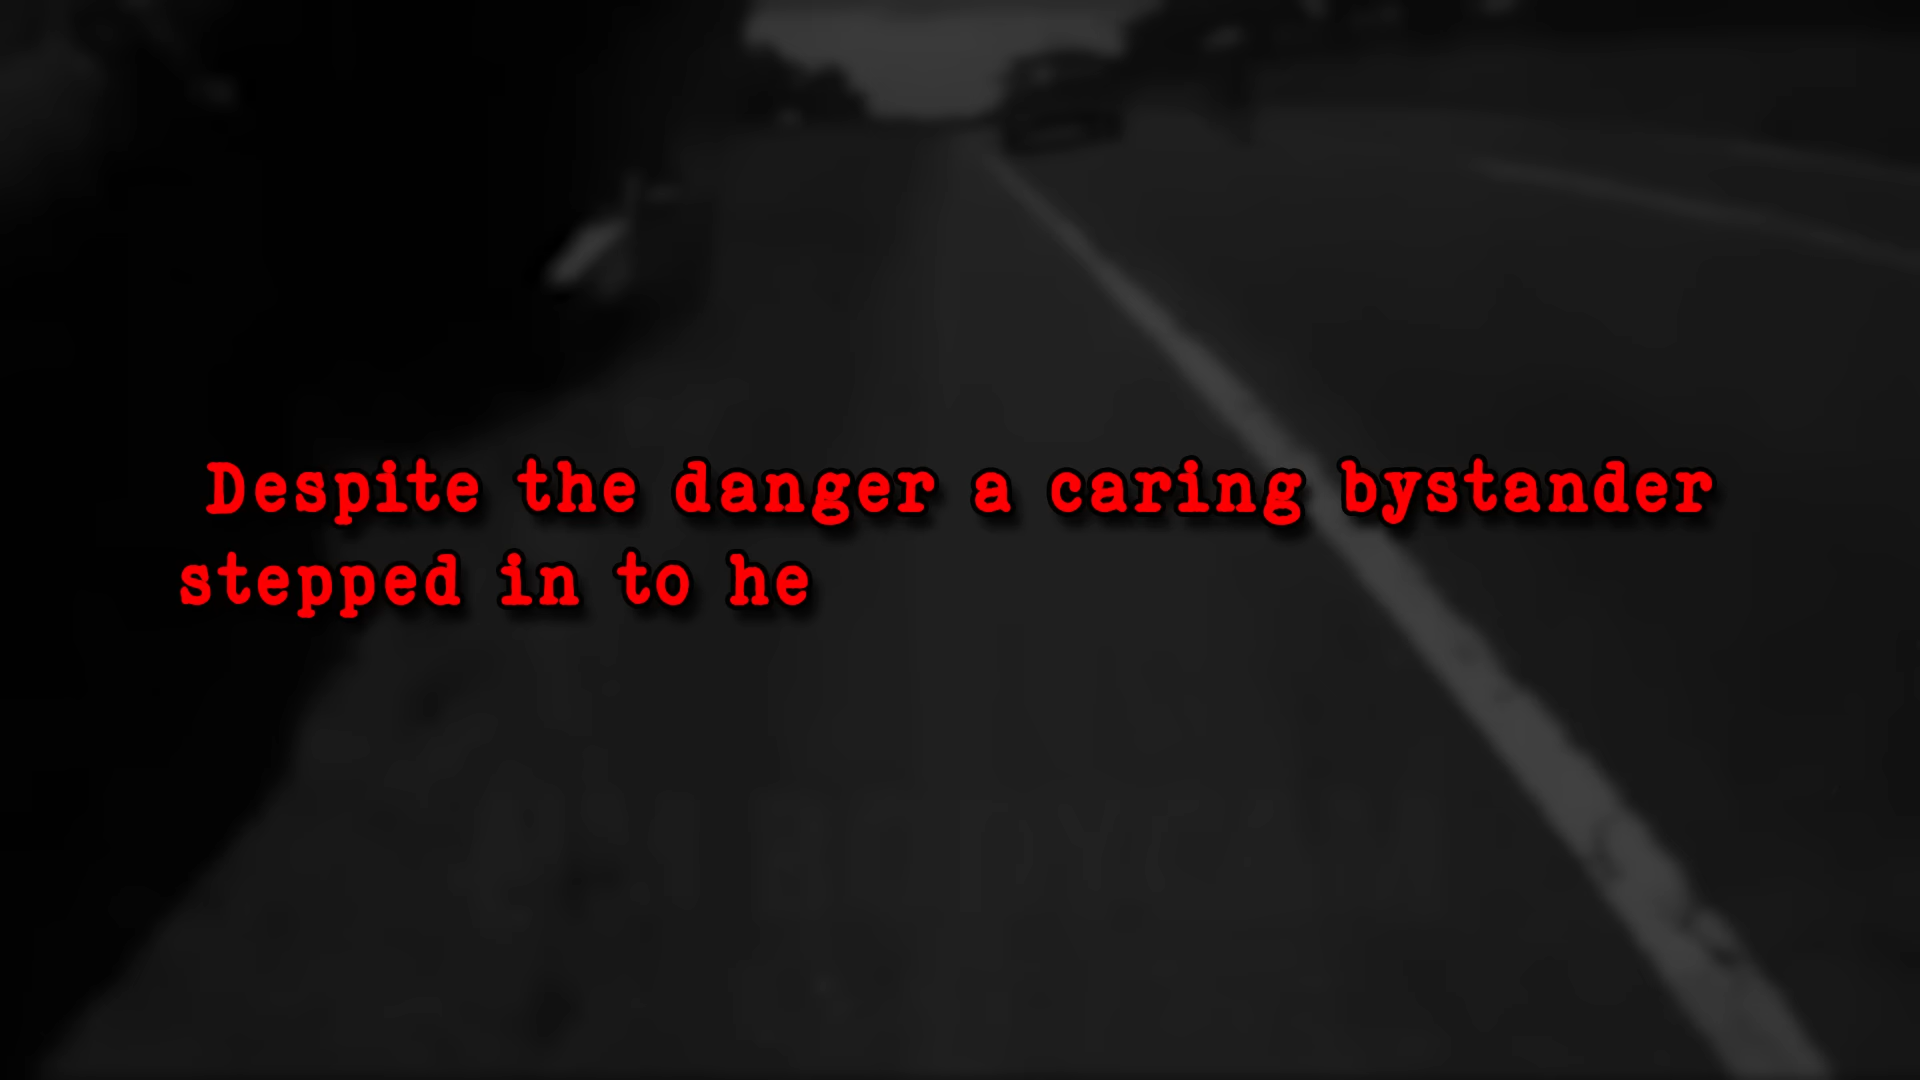 Despite the danger a caring bystander
stepped in to he